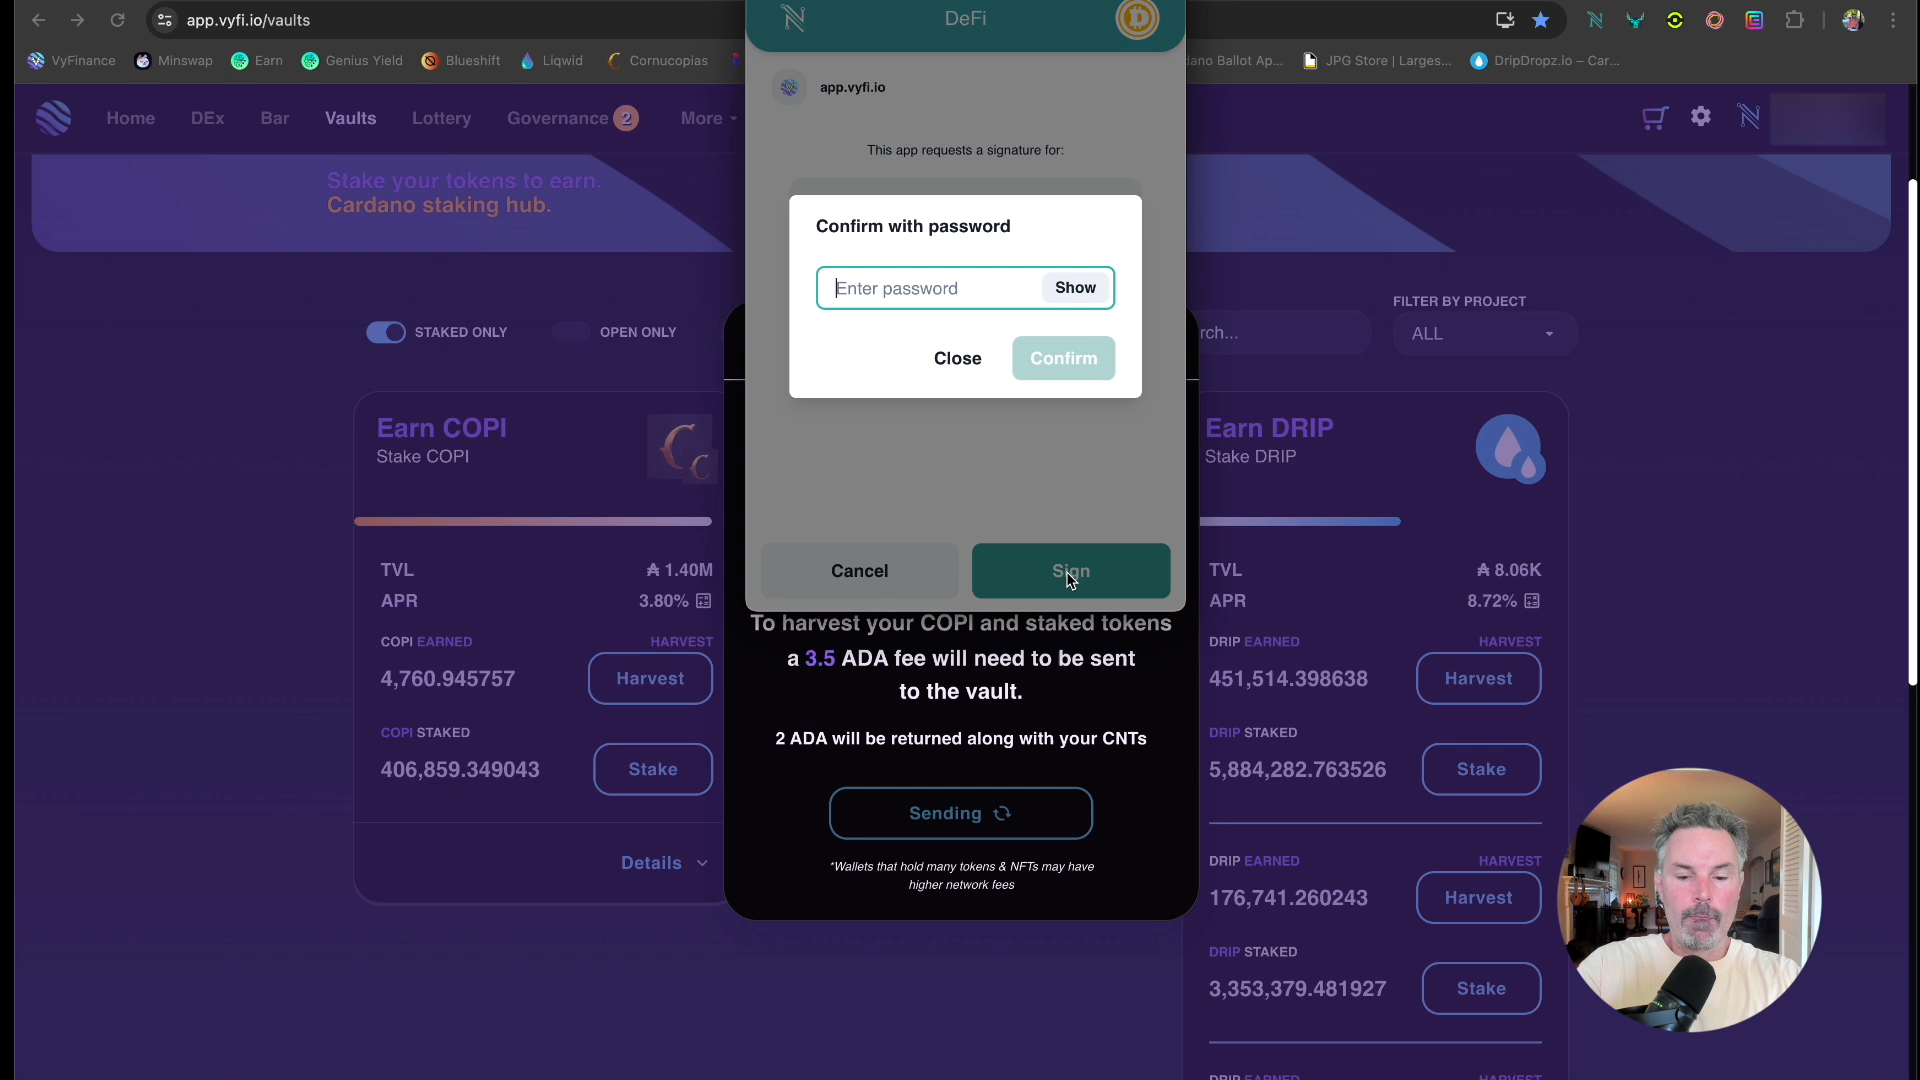 app.vyfi.io/vaults
VyFinance
Minswap
Earn
Genius Yield
Blueshift
Liqwid
Cornucopias
dano Ballot Ap...
JPG Store | Larges...
DripDropz.io – Car...
DeFi
app.vyfi.io
This app requests a signature for:
Home
DEx
Bar
Vaults
Lottery
Governance 2
More
Stake your tokens to earn.
Cardano staking hub.
Confirm with password
Enter password
Show
Close
Confirm
Cancel
Sign
STAKED ONLY
OPEN ONLY
rch...
FILTER BY PROJECT
ALL
Earn COPI
Stake COPI
TVL
₳ 1.40M
APR
3.80%
COPI EARNED
HARVEST
4,760.945757
Harvest
COPI STAKED
406,859.349043
Stake
Details
To harvest your COPI and staked tokens
a 3.5 ADA fee will need to be sent
to the vault.
2 ADA will be returned along with your CNTs
Sending
*Wallets that hold many tokens & NFTs may have
higher network fees
Earn DRIP
Stake DRIP
TVL
₳ 8.06K
APR
8.72%
DRIP EARNED
HARVEST
451,514.398638
Harvest
DRIP STAKED
5,884,282.763526
Stake
DRIP EARNED
HARVEST
176,741.260243
Harvest
DRIP STAKED
3,353,379.481927
Stake
DRIP EARNED
HARVEST